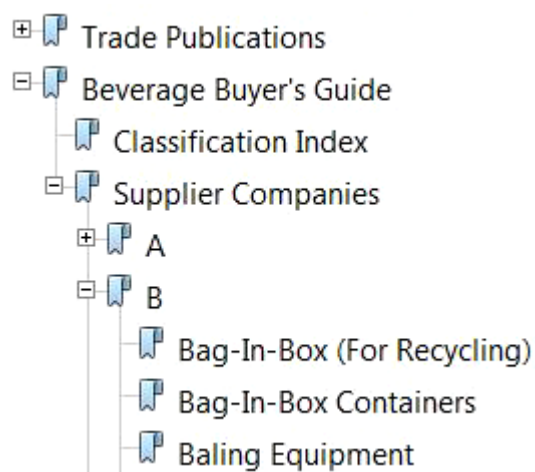 Trade Publications
Beverage Buyer's Guide
Classification Index
Supplier Companies
A
B
Bag-In-Box (For Recycling)
Bag-In-Box Containers
Baling Equipment